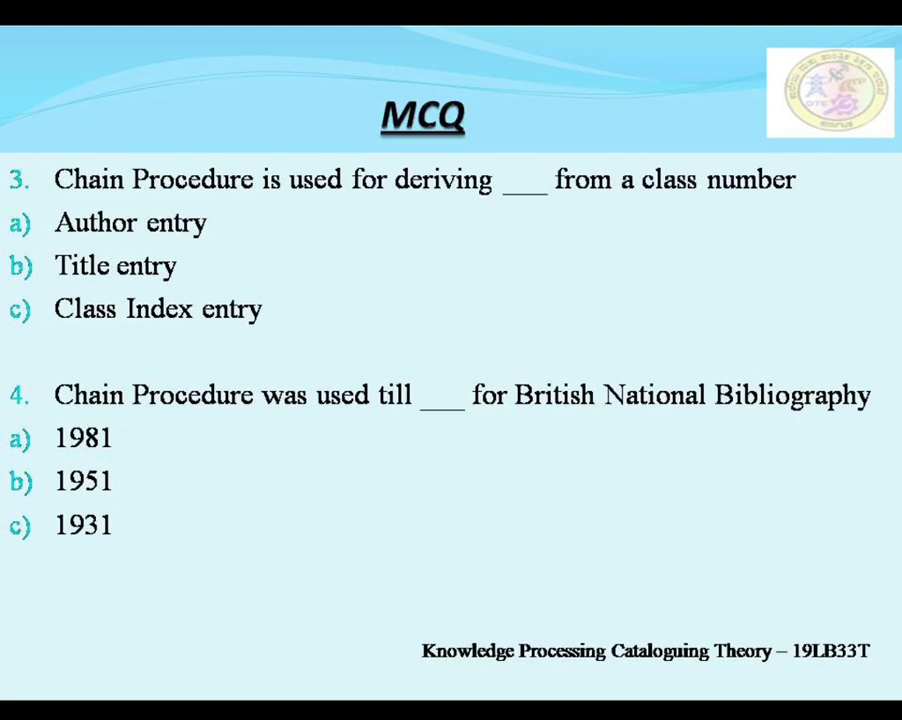 MCQ
3. Chain Procedure is used for deriving ___ from a class number
a) Author entry
b) Title entry
c) Class Index entry
4. Chain Procedure was used till ___ for British National Bibliography
a) 1981
b) 1951
c) 1931
Knowledge Processing Cataloguing Theory – 19LB33T
DTE